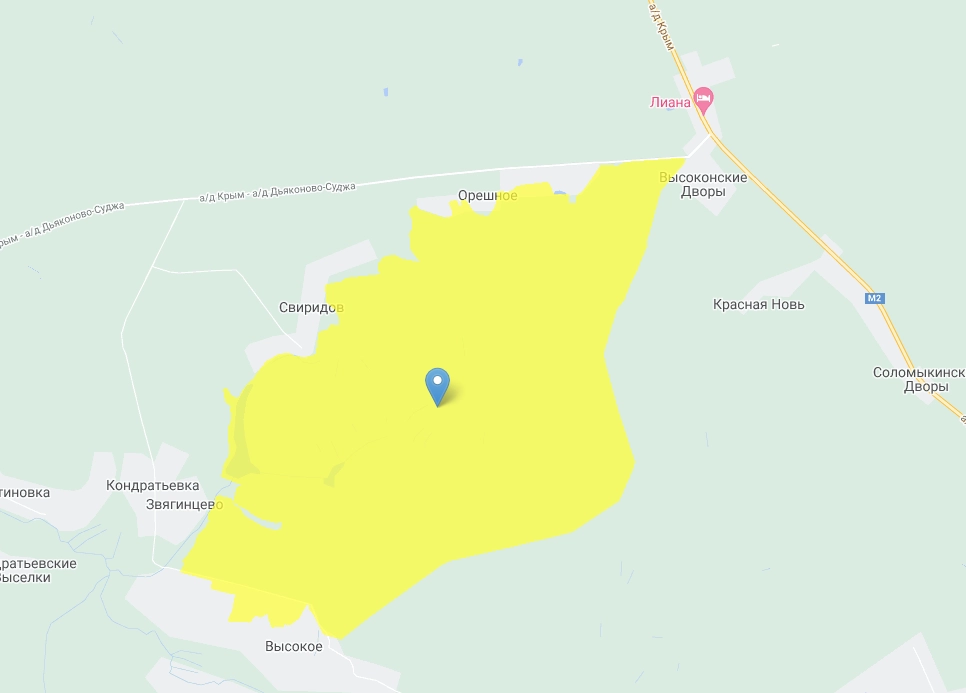 а/д Крым
Лиана
Высоконские
Дворы
а/д Крым - а/д Дьяконово-Суджа
рым - а/д Дьяконово-Суджа
Орешное
М2
Красная Новь
Свиридов
Соломыкинск
Дворы
Кондратьевка
тиновка
Звягинцево
дратьевские
Выселки
Высокое